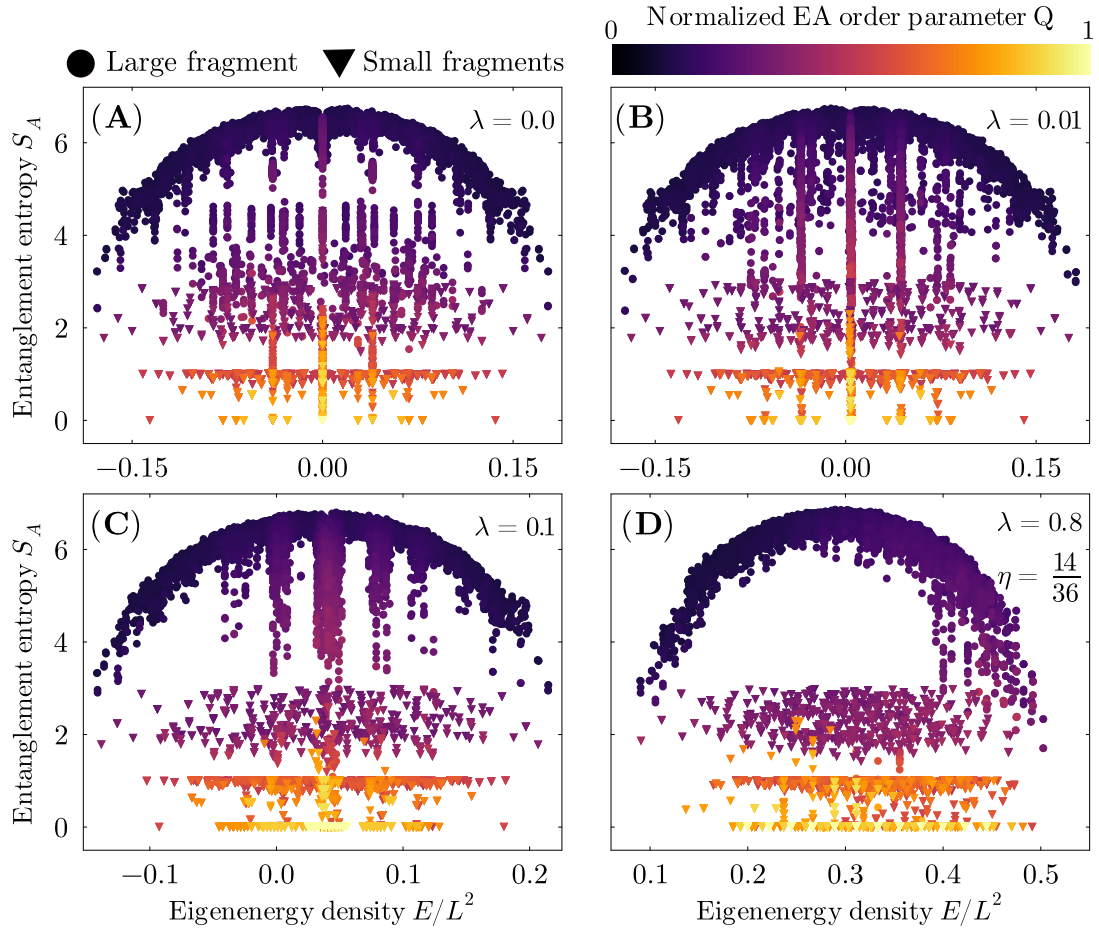 Normalized EA order parameter Q
0 1
Large fragment Small fragments
(A) λ = 0.0
(B) λ = 0.01
Entanglement entropy S_A
6
4
2
0
−0.15 0.00 0.15
−0.15 0.00 0.15
(C) λ = 0.1
(D) λ = 0.8
η = 14/36
Entanglement entropy S_A
6
4
2
0
−0.1 0.0 0.1 0.2
0.1 0.2 0.3 0.4 0.5
Eigenenergy density E/L²
Eigenenergy density E/L²